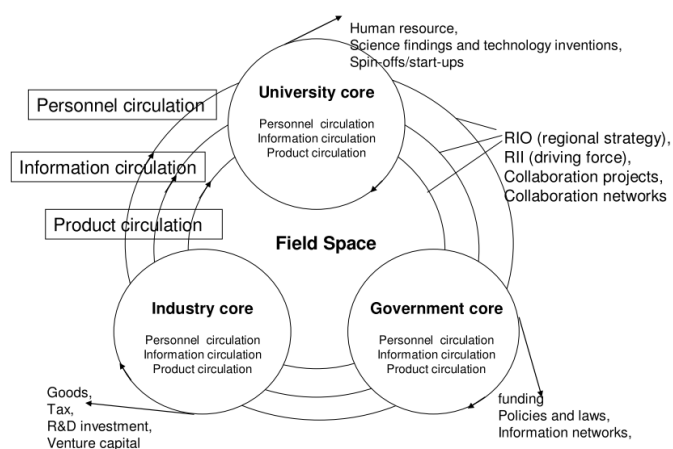 Human resource,
Science findings and technology inventions,
Spin-offs/start-ups
University core
Personnel circulation
Information circulation
Product circulation
Personnel circulation
Information circulation
Product circulation
RIO (regional strategy),
RII (driving force),
Collaboration projects,
Collaboration networks
Field Space
Industry core
Personnel circulation
Information circulation
Product circulation
Government core
Personnel circulation
Information circulation
Product circulation
Goods,
Tax,
R&D investment,
Venture capital
funding
Policies and laws,
Information networks,